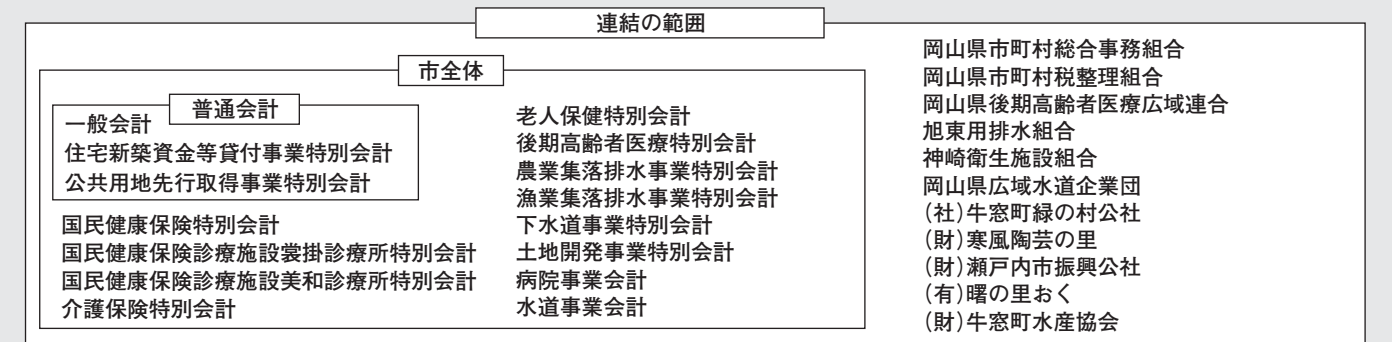 連結の範囲
市全体
普通会計
一般会計
住宅新築資金等貸付事業特別会計
公共用地先行取得事業特別会計
国民健康保険特別会計
国民健康保険診療施設裳掛診療所特別会計
国民健康保険診療施設美和診療所特別会計
介護保険特別会計
老人保健特別会計
後期高齢者医療特別会計
農業集落排水事業特別会計
漁業集落排水事業特別会計
下水道事業特別会計
土地開発事業特別会計
病院事業会計
水道事業会計
岡山県市町村総合事務組合
岡山県市町村税整理組合
岡山県後期高齢者医療広域連合
旭東用排水組合
神崎衛生施設組合
岡山県広域水道企業団
（社）牛窓町緑の村公社
（財）寒風陶芸の里
（財）瀬戸内市振興公社
（有）曙の里おく
（財）牛窓町水産協会